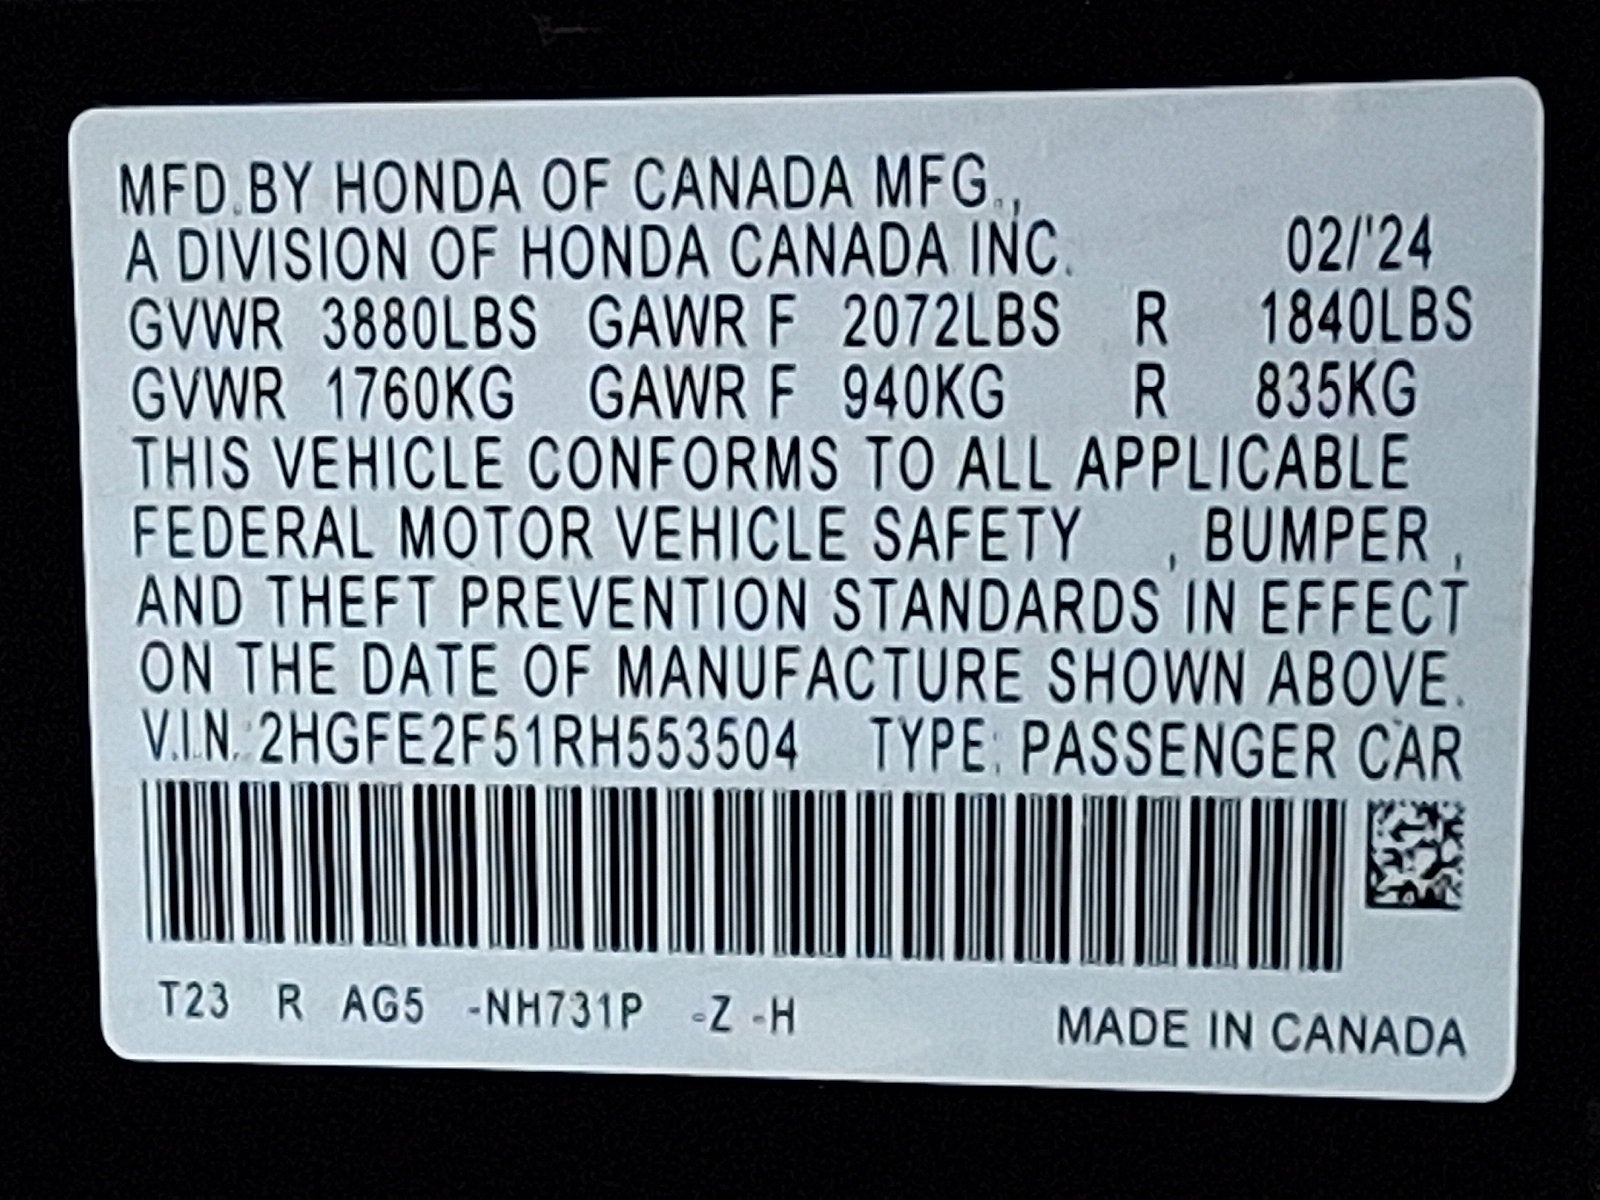 MFD.BY HONDA OF CANADA MFG.,
A DIVISION OF HONDA CANADA INC. 02/'24
GVWR 3880LBS GAWR F 2072LBS R 1840LBS
GVWR 1760KG GAWR F 940KG R 835KG
THIS VEHICLE CONFORMS TO ALL APPLICABLE
FEDERAL MOTOR VEHICLE SAFETY , BUMPER ,
AND THEFT PREVENTION STANDARDS IN EFFECT
ON THE DATE OF MANUFACTURE SHOWN ABOVE.
V.I.N. 2HGFE2F51RH553504 TYPE: PASSENGER CAR
T23 R AG5 -NH731P -Z -H MADE IN CANADA